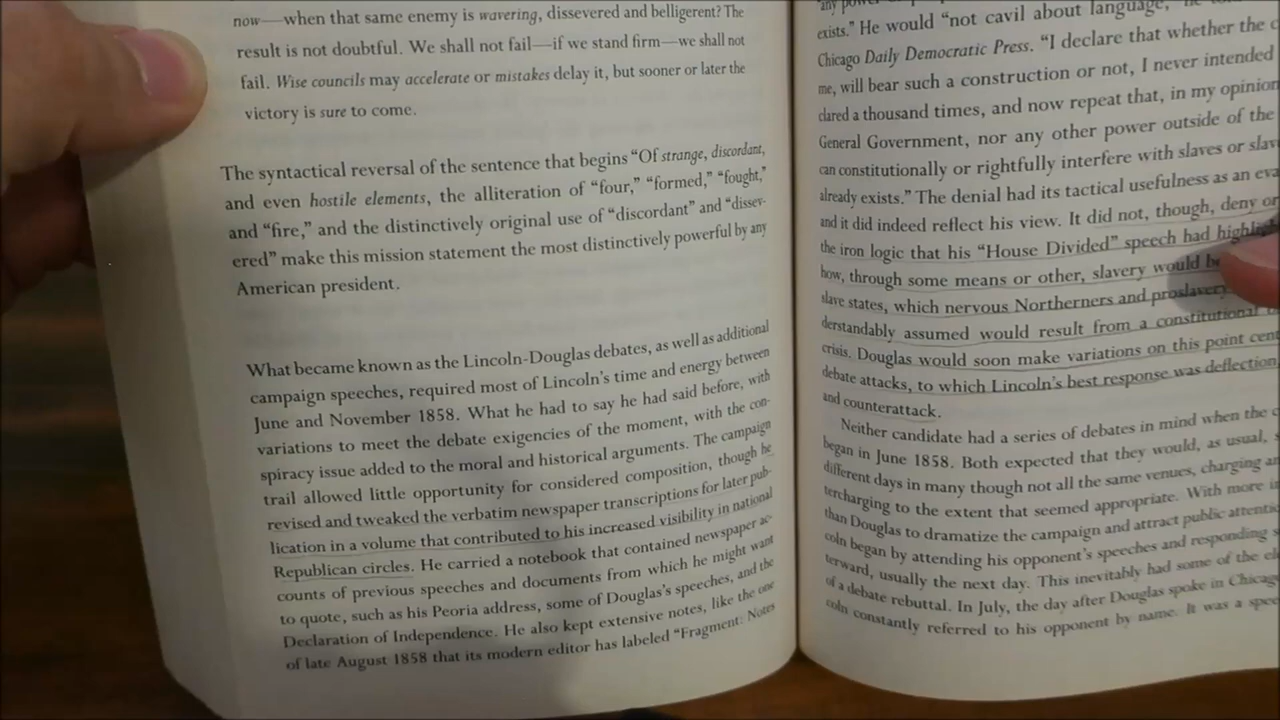 now—when that same enemy is wavering, dissevered and belligerent? The
result is not doubtful. We shall not fail—if we stand firm—we shall not
fail. Wise councils may accelerate or mistakes delay it, but sooner or later the
victory is sure to come.
The syntactical reversal of the sentence that begins “Of strange, discordant,
and even hostile elements, the alliteration of “four,” “formed,” “fought,”
and “fire,” and the distinctively original use of “discordant” and “dissev-
ered” make this mission statement the most distinctively powerful by any
American president.
What became known as the Lincoln-Douglas debates, as well as additional
campaign speeches, required most of Lincoln’s time and energy between
June and November 1858. What he had to say he had said before, with
variations to meet the debate exigencies of the moment, with the con-
spiracy issue added to the moral and historical arguments. The campaign
trail allowed little opportunity for considered composition, though he
revised and tweaked the verbatim newspaper transcriptions for later pub-
lication in a volume that contributed to his increased visibility in national
Republican circles. He carried a notebook that contained newspaper ac-
counts of previous speeches and documents from which he might want
to quote, such as his Peoria address, some of Douglas’s speeches, and the
Declaration of Independence. He also kept extensive notes, like the one
of late August 1858 that its modern editor has labeled “Fragment: Notes
exists.” He would “not cavil about language,”
Chicago Daily Democratic Press. “I declare that whether the
me, will bear such a construction or not, I never intended
clared a thousand times, and now repeat that, in my opinion
General Government, nor any other power outside of the
can constitutionally or rightfully interfere with slaves or
already exists.” The denial had its tactical usefulness as an
and it did indeed reflect his view. It did not, though, deny or
the iron logic that his “House Divided” speech had
how, through some means or other, slavery would
slave states, which nervous Northerners and proslavery
derstandably assumed would result from a constitutional
crisis. Douglas would soon make variations on this point
debate attacks, to which Lincoln’s best response was deflection
and counterattack.
Neither candidate had a series of debates in mind when the
began in June 1858. Both expected that they would, as usual,
different days in many though not all the same venues, charging
tercharging to the extent that seemed appropriate. With more
than Douglas to dramatize the campaign and attract public
coln began by attending his opponent’s speeches and responding
terward, usually the next day. This inevitably had some of the
of a debate rebuttal. In July, the day after Douglas spoke in Chicago
coln constantly referred to his opponent by name. It was a